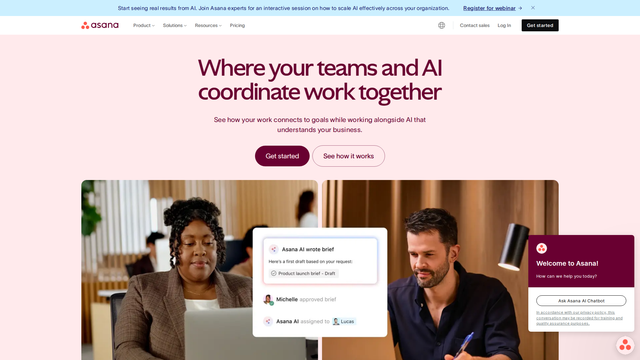 Start seeing real results from AI. Join Asana experts for an interactive session on how to scale AI effectively across your organization. Register for webinar →
asana Product Solutions Resources Pricing Contact sales Log In Get started
Where your teams and AI
coordinate work together
See how your work connects to goals while working alongside AI that
understands your business.
Get started See how it works
Asana AI wrote brief
Here's a first draft based on your request:
Product launch brief - Draft
Michelle approved brief
Asana AI assigned to Lucas
Welcome to Asana!
How can we help you today?
Ask Asana AI Chatbot
In accordance with our privacy policy, this
conversation may be recorded for training and
quality assurance purposes.